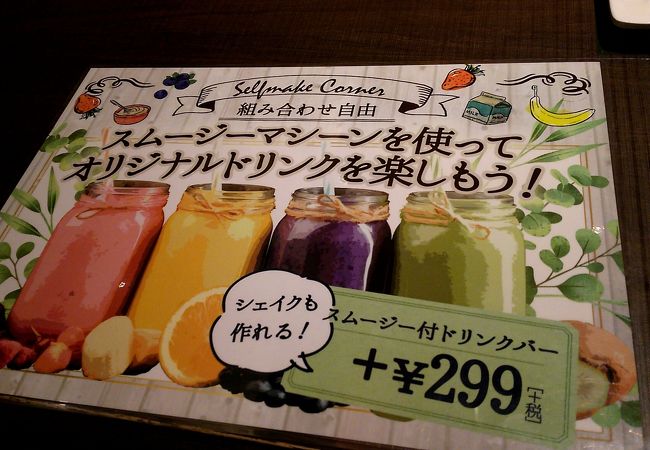 Selfmake Corner
組み合わせ自由
スムージーマシーンを使って
オリジナルドリンクを楽しもう！
シェイクも
作れる！
スムージー付ドリンクバー
+¥299[+税]
MILK